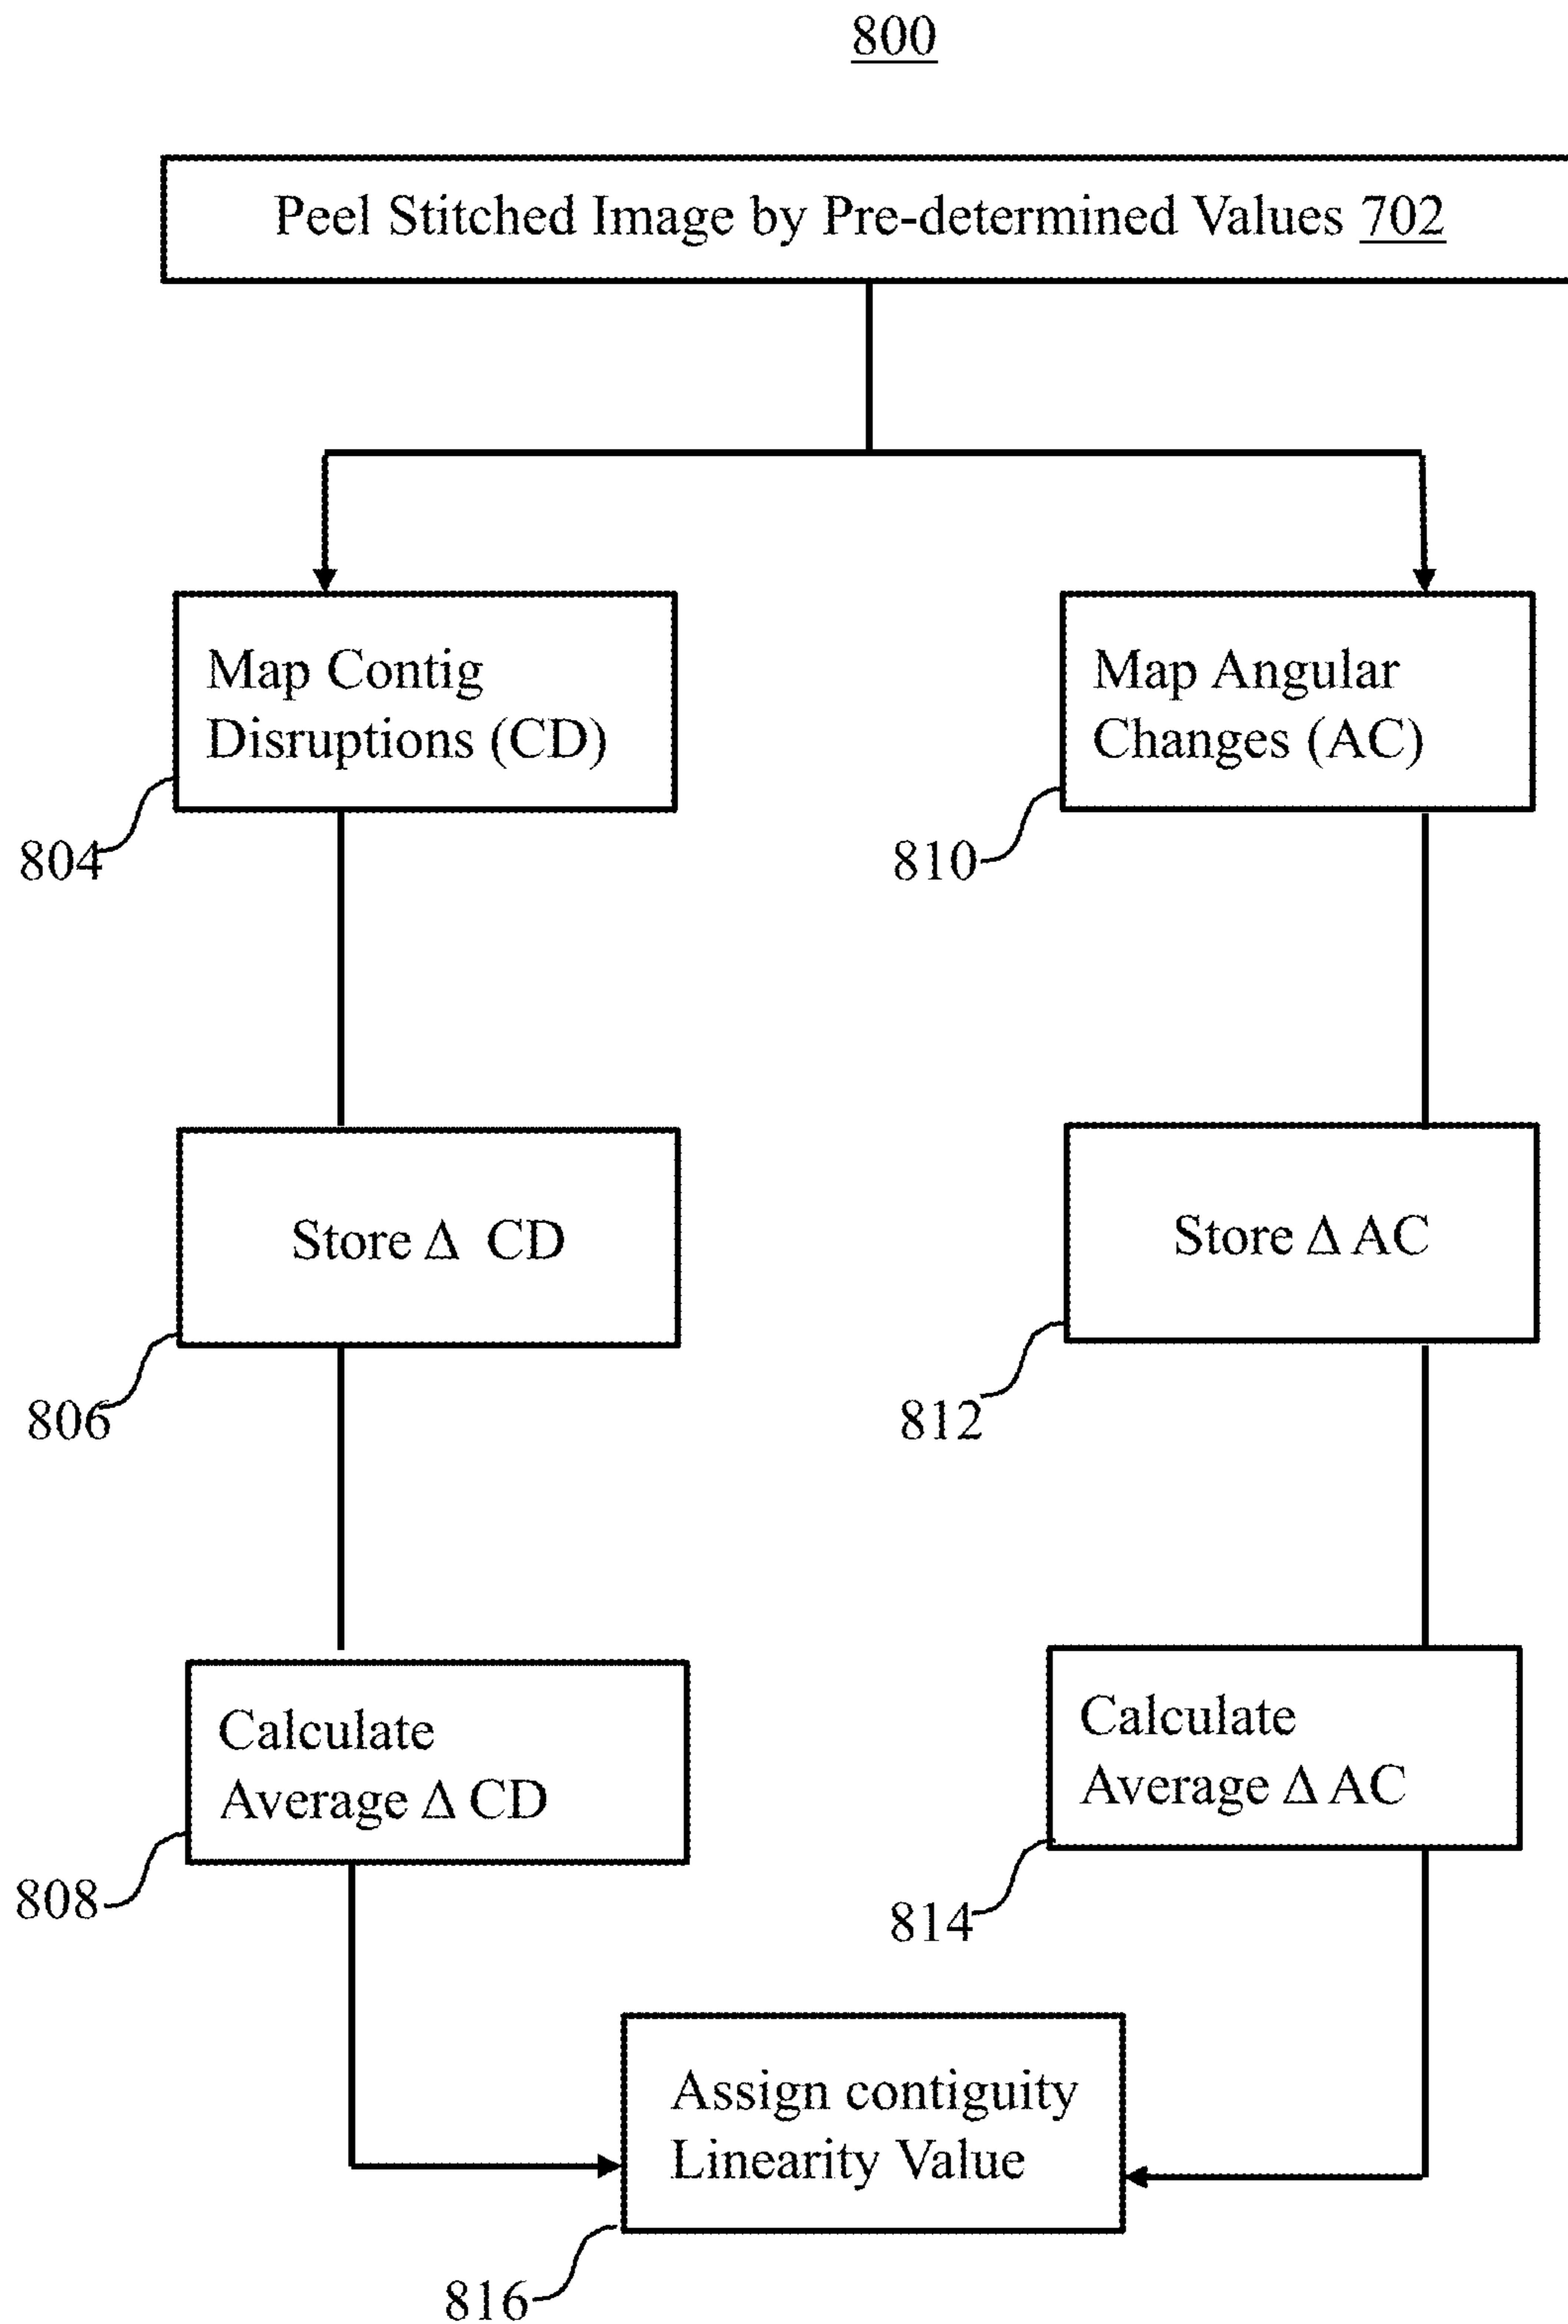 800
Peel Stitched Image by Pre-determined Values 702
Map Contig
Disruptions (CD)
804
Map Angular
Changes (AC)
810
Store Δ CD
806
Store Δ AC
812
Calculate
Average Δ CD
808
Calculate
Average Δ AC
814
Assign contiguity
Linearity Value
816